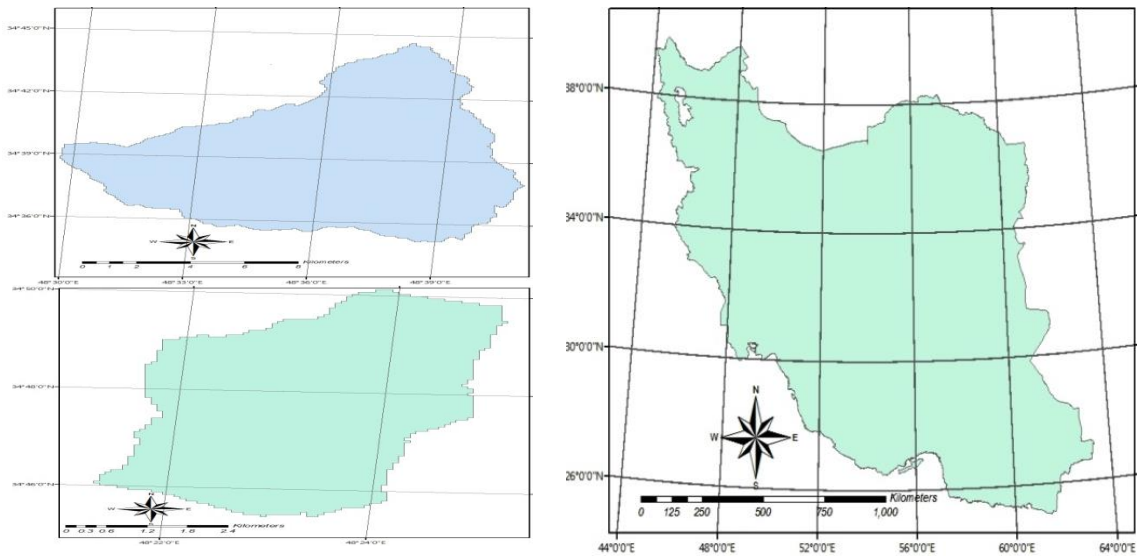 34°45'0"N
34°42'0"N
34°39'0"N
34°36'0"N
N
W E
S
Kilometers
0 1 2 4 6 8
48°30'0"E 48°33'0"E 48°36'0"E 48°39'0"E
34°50'0"N
34°48'0"N
34°46'0"N
N
W E
Kilometers
0 0.3 0.6 1.2 1.8 2.4
48°22'0"E 48°24'0"E
38°0'0"N
34°0'0"N
30°0'0"N
26°0'0"N
N
W E
S
Kilometers
0 125 250 500 750 1,000
44°0'0"E 48°0'0"E 52°0'0"E 56°0'0"E 60°0'0"E 64°0'0"E